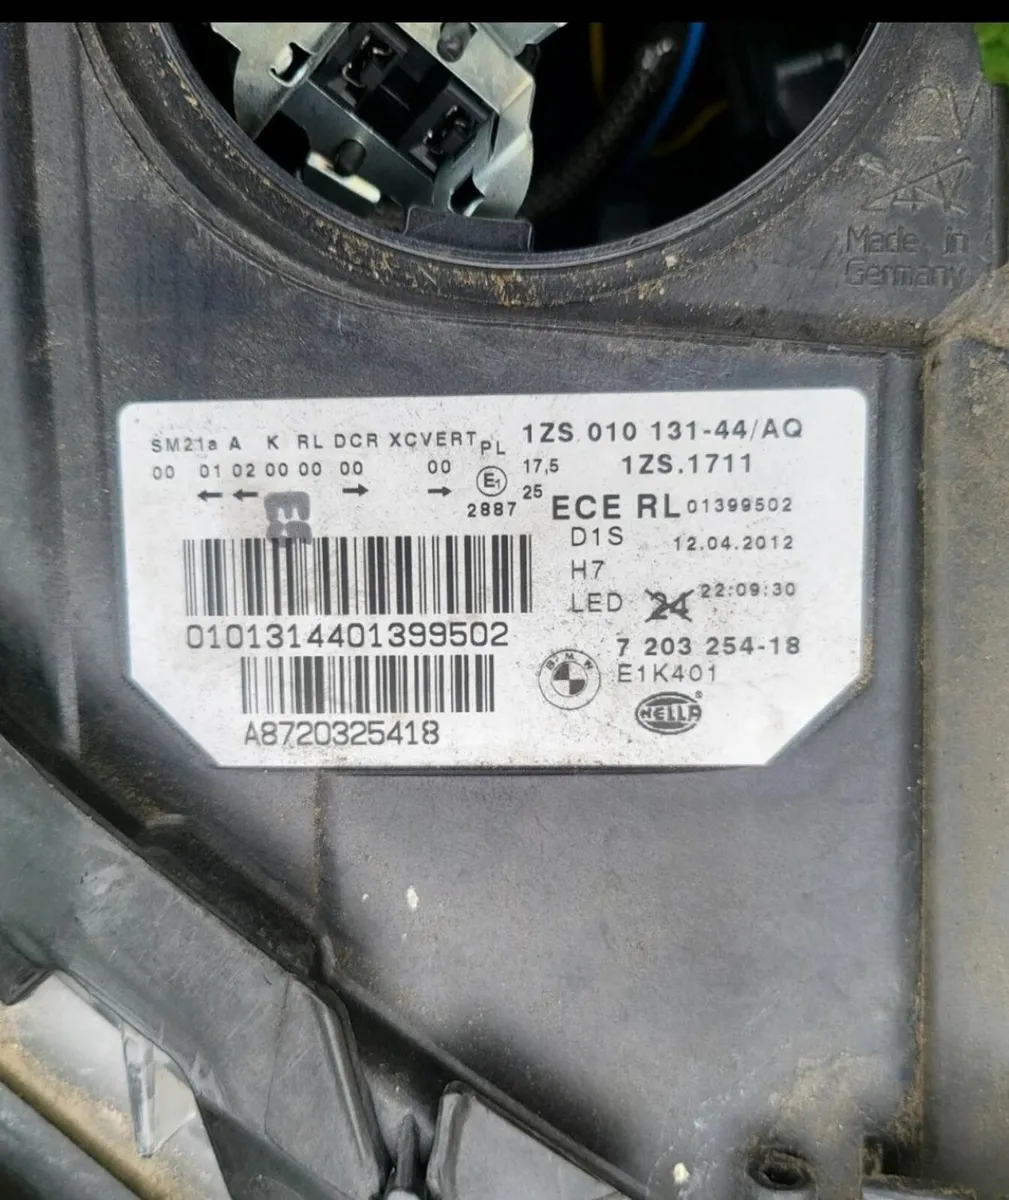 24V
Made in
Germany
SM21a A K RL DCR XCVERT PL
00 01 02 00 00 00 00
← ← → →
E1
2887
17,5
25
1ZS 010 131-44/AQ
1ZS.1711
ECE RL 01399502
D1S 12.04.2012
H7
LED 24 22:09:30
7 203 254-18
E1K401
BMW
HELLA®
0101314401399502
A8720325418